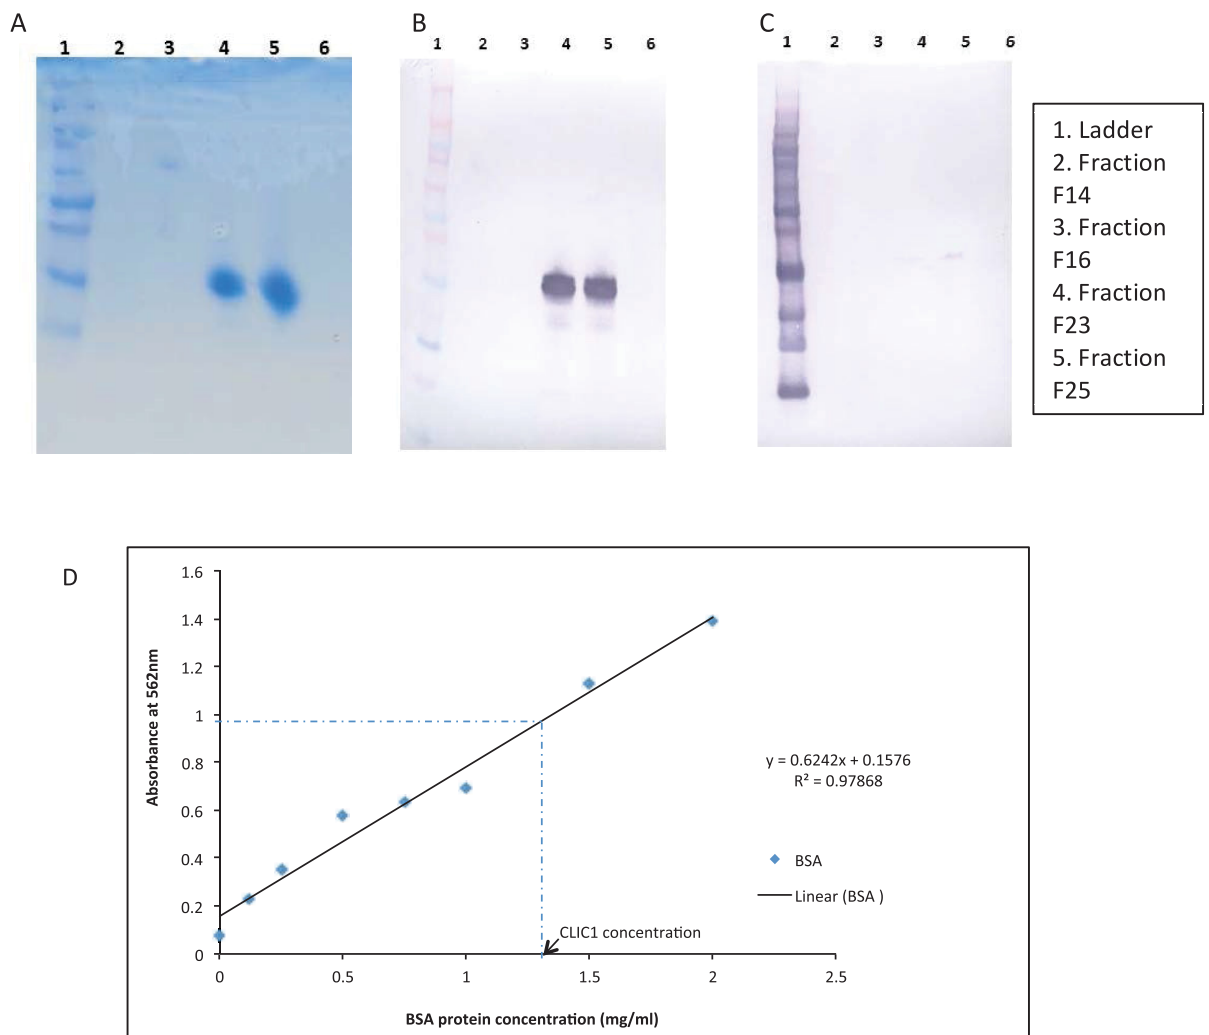 A
1 2 3 4 5 6
B
1 2 3 4 5 6
C
1 2 3 4 5 6
1. Ladder
2. Fraction
F14
3. Fraction
F16
4. Fraction
F23
5. Fraction
F25
D
1.6
1.4
1.2
1
0.8
0.6
0.4
0.2
0
Absorbance at 562nm
y = 0.6242x + 0.1576
R² = 0.97868
BSA
Linear (BSA )
CLIC1 concentration
0 0.5 1 1.5 2 2.5
BSA protein concentration (mg/ml)